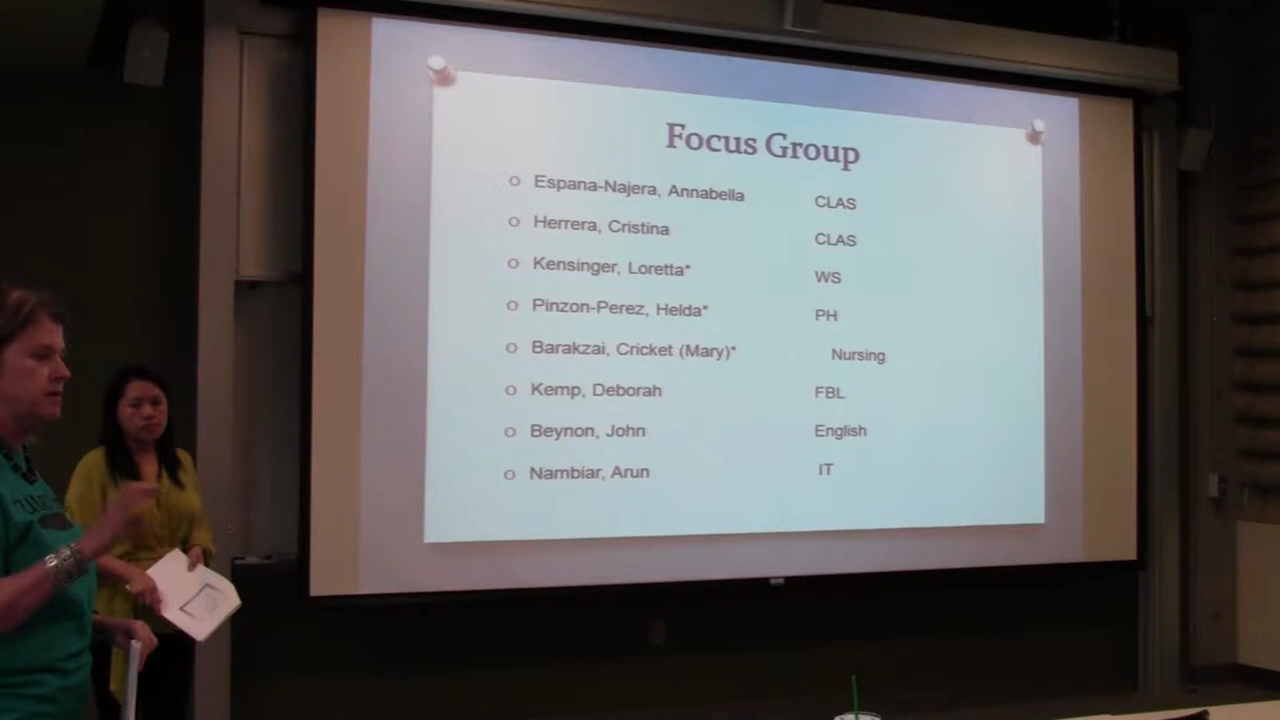 Focus Group
Espana-Najera, Annabella CLAS
Herrera, Cristina CLAS
Kensinger, Loretta* WS
Pinzon-Perez, Helda* PH
Barakzai, Cricket (Mary)* Nursing
Kemp, Deborah FBL
Beynon, John English
Nambiar, Arun IT